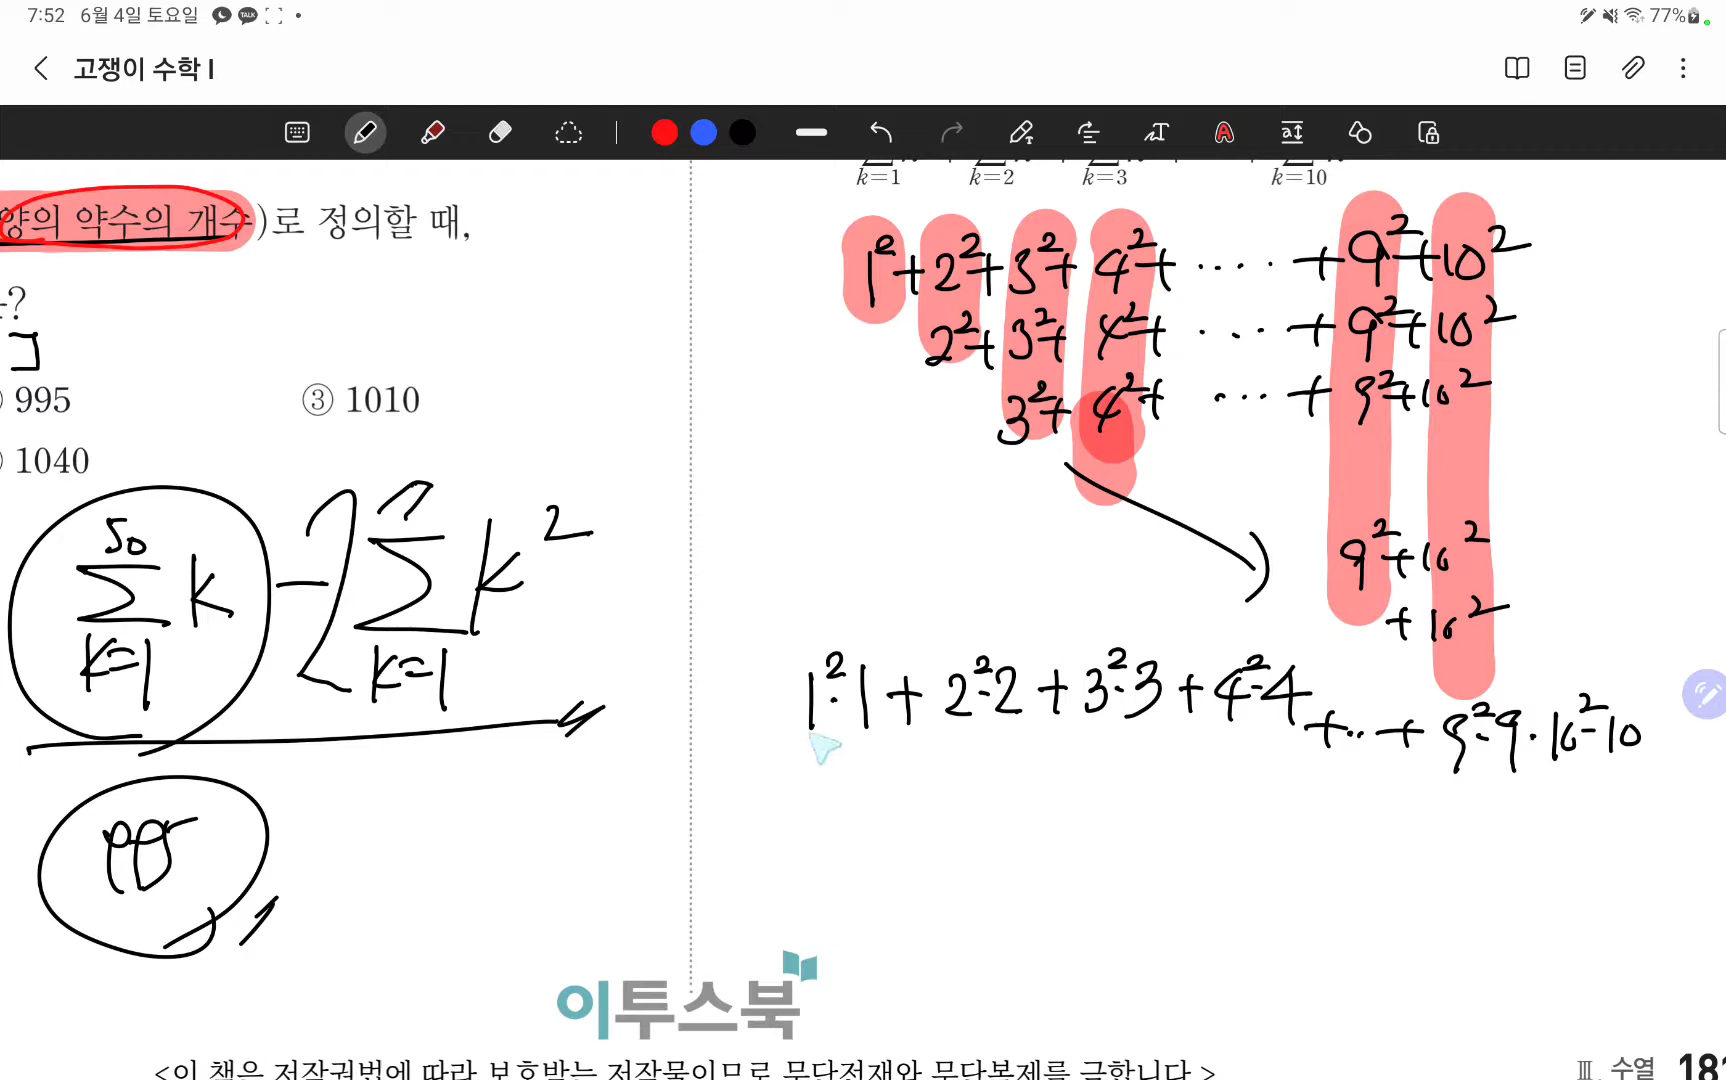 7:52 6월 4일 토요일 TALK 77%
고쟁이 수학 I
양의 약수의 개수)로 정의할 때,
?
995 ③ 1010
1040
50
Σ k
k=1
n
Σ k²
k=1
k=1 k=2 k=3 k=10
1²+2²+3²+4²+ ···· +9²+10²
2²+3²+4²+ ···· +9²+10²
3²+4²+ ···· +9²+10²
9²+10²
+10²
1²·1+2²·2+3²·3+4²·4
+··+9²·9·10²·10
이투스북
<이 책은 저작권법에 따라 보호받는 저작물이므로 무단전재와 무단복제를 금합니다.>
Ⅲ. 수열